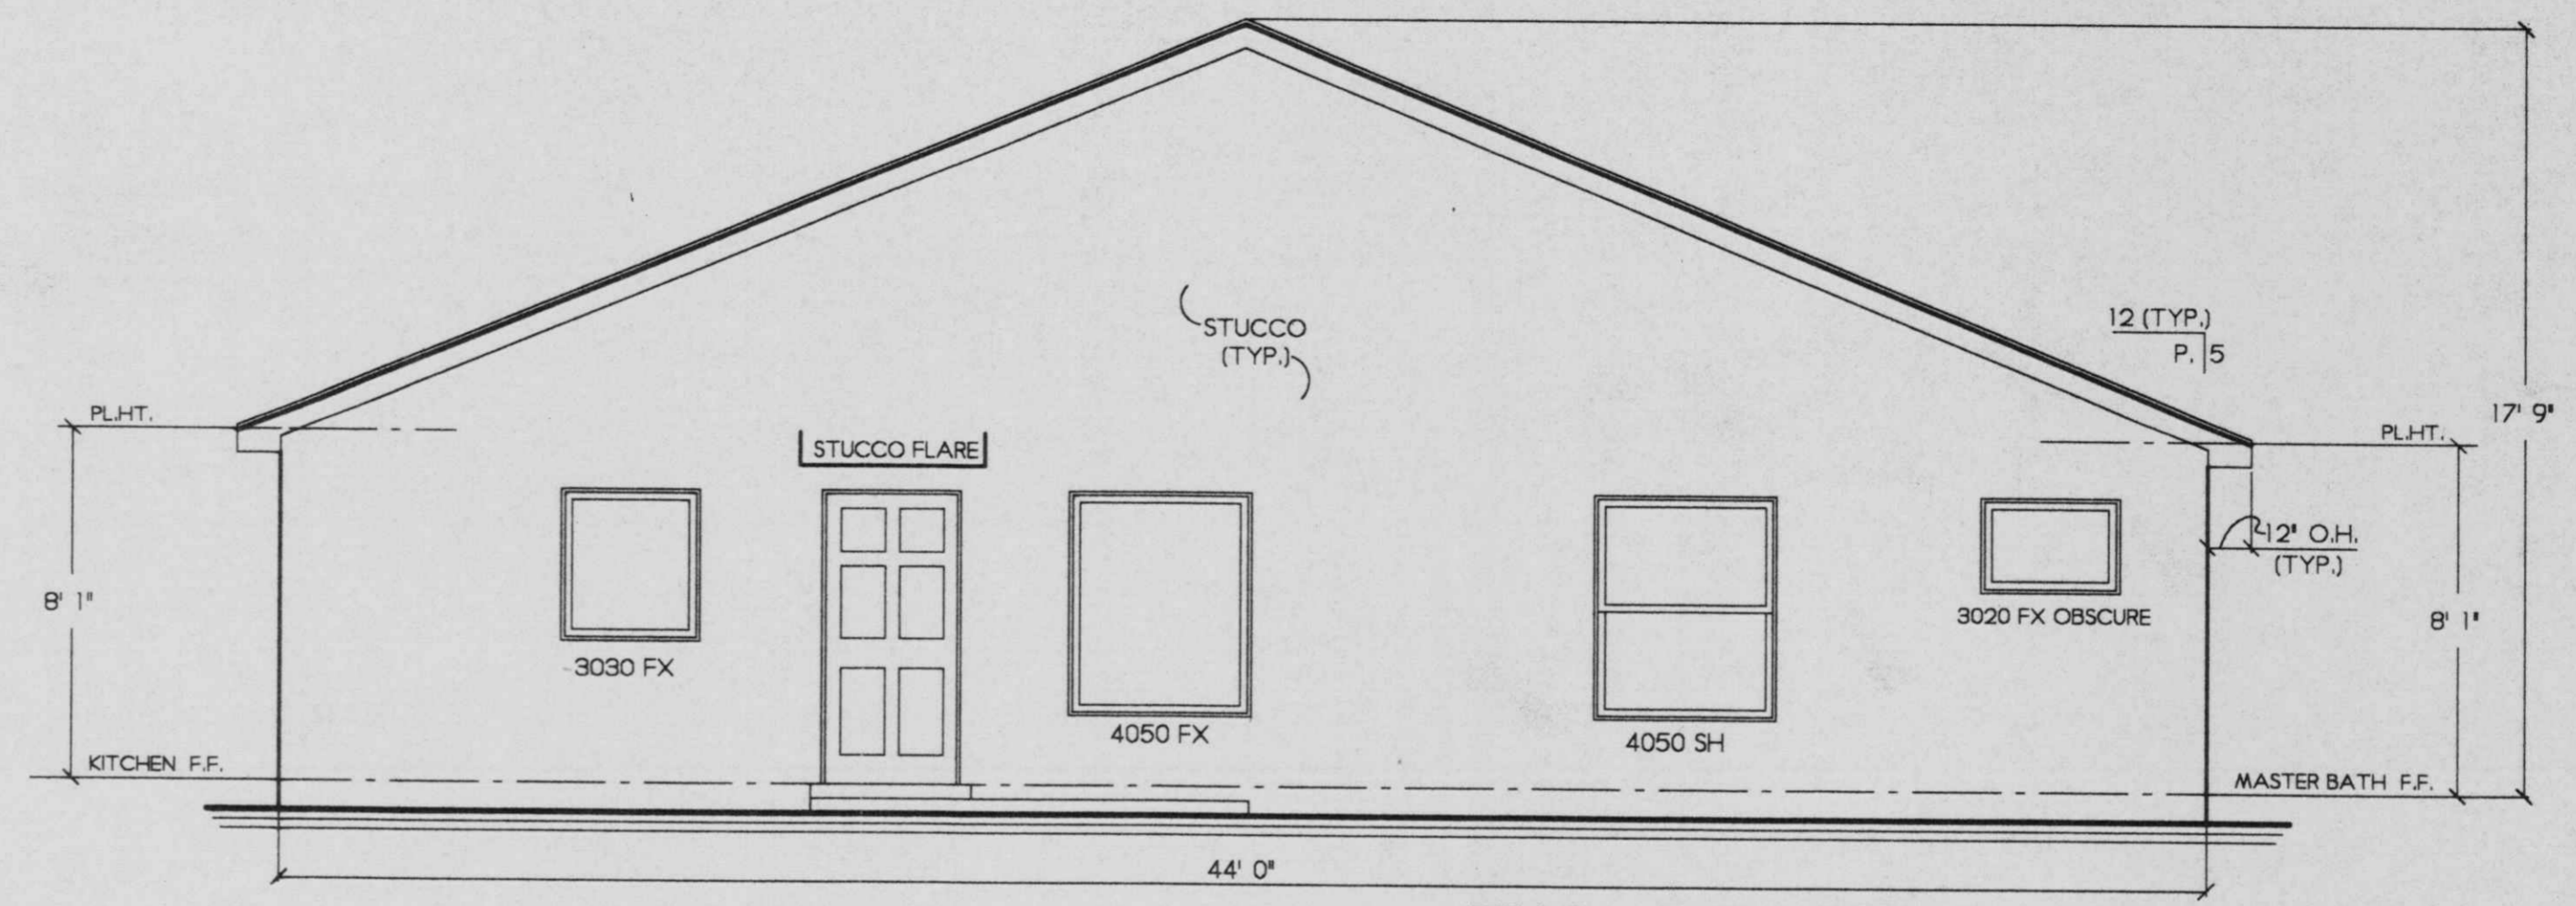 12 (TYP.)
P. 5
STUCCO
(TYP.)
PL.HT.
17' 9"
PL.HT.
STUCCO FLARE
12" O.H.
(TYP.)
8' 1"
3020 FX OBSCURE
8' 1"
3030 FX
4050 FX
4050 SH
KITCHEN F.F.
MASTER BATH F.F.
44' 0"